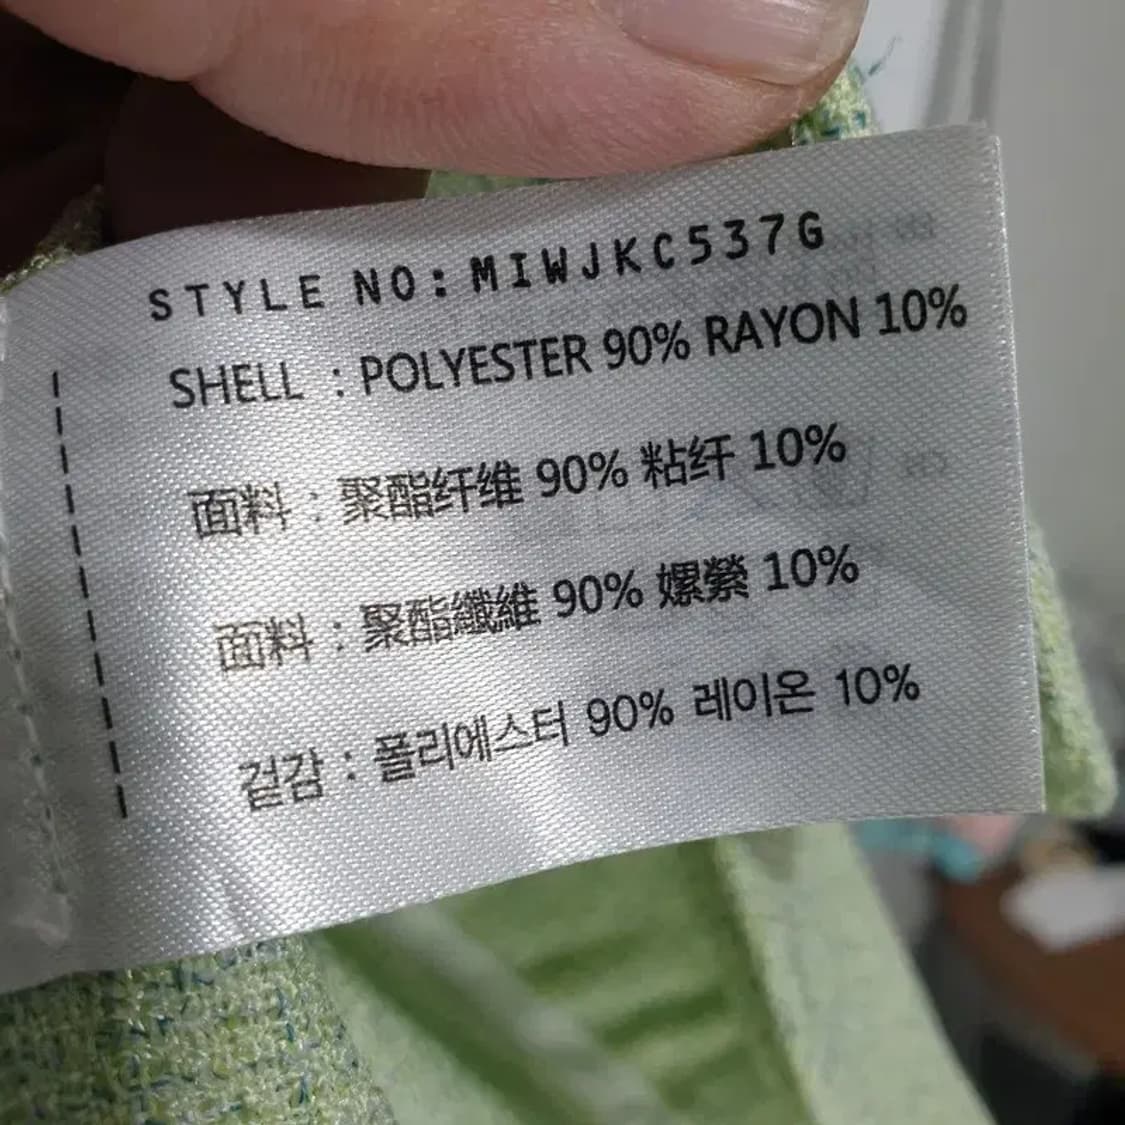 STYLE NO: MIWJKC537G
SHELL : POLYESTER 90% RAYON 10%
面料 : 聚酯纤维 90% 粘纤 10%
面料 : 聚酯纖維 90% 嫘縈 10%
겉감 : 폴리에스터 90% 레이온 10%